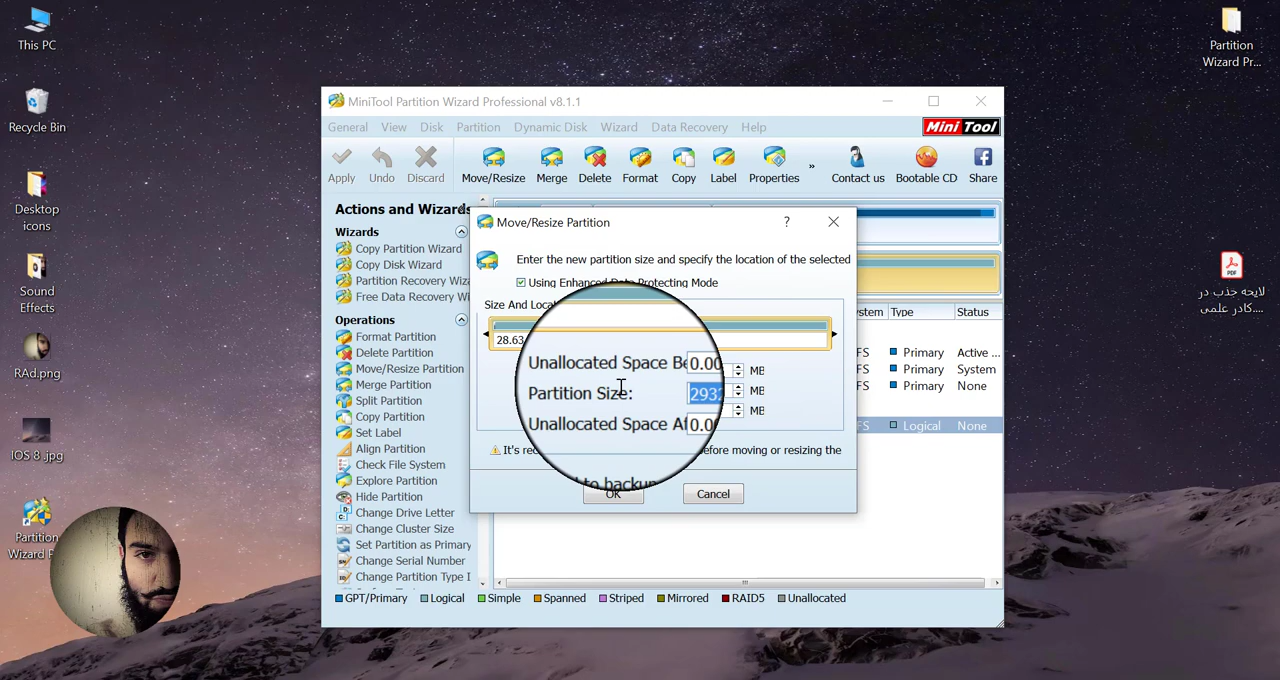 This PC
Recycle Bin
Desktop
icons
Sound
Effects
RAd.png
IOS 8 .jpg
Partition
Wizard P
Partition
Wizard Pr...
لایحه جذب در
کادر علمی....
MiniTool Partition Wizard Professional v8.1.1
General View Disk Partition Dynamic Disk Wizard Data Recovery Help
Mini Tool
Apply Undo Discard Move/Resize Merge Delete Format Copy Label Properties » Contact us Bootable CD Share
Actions and Wizards
Wizards
Copy Partition Wizard
Copy Disk Wizard
Partition Recovery Wiza
Free Data Recovery Wi
Operations
Format Partition
Delete Partition
Move/Resize Partition
Merge Partition
Split Partition
Copy Partition
Set Label
Align Partition
Check File System
Explore Partition
Hide Partition
Change Drive Letter
Change Cluster Size
Set Partition as Primary
Change Serial Number
Change Partition Type I
Move/Resize Partition ?
Enter the new partition size and specify the location of the selected
Using Enhanced Data Protecting Mode
Size And Locat
28.63
Unallocated Space Be 0.00 MB
Partition Size: 2932 MB
Unallocated Space Af 0.00 MB
It's rec efore moving or resizing the
to backup
OK Cancel
stem Type Status
FS Primary Active ...
FS Primary System
FS Primary None
FS Logical None
GPT/Primary Logical Simple Spanned Striped Mirrored RAID5 Unallocated